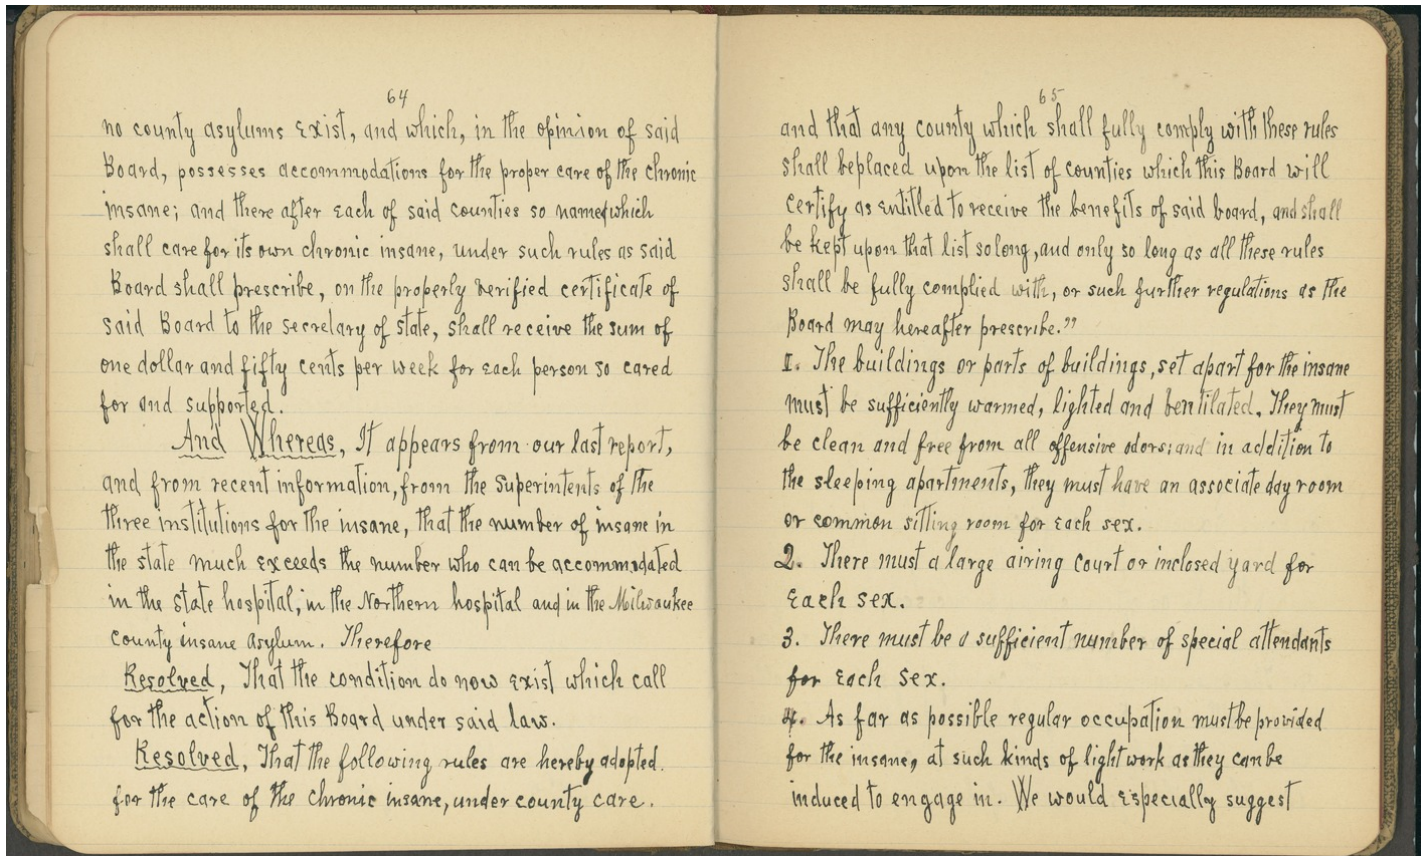 64
no county asylums exist, and which, in the opinion of said
Board, possesses accommodations for the proper care of the chronic
insane; and there after each of said counties so named which
shall care for its own chronic insane, under such rules as said
Board shall prescribe, on the properly verified certificate of
said Board to the secretary of state, shall receive the sum of
one dollar and fifty cents per week for each person so cared
for and supported.
And Whereas, It appears from our last report,
and from recent information, from the Superintents of the
three institutions for the insane, that the number of insane in
the state much exceeds the number who can be accommodated
in the state hospital, in the Northern hospital and in the Milwaukee
county insane asylum. Therefore
Resolved, That the condition do now exist which call
for the action of this Board under said law.
Resolved, That the following rules are hereby adopted.
for the care of the chronic insane, under county care.
65
and that any county which shall fully comply with these rules
shall beplaced upon the list of counties which this Board will
certify as entitled to receive the benefits of said board, and shall
be kept upon that list so long, and only so long as all these rules
shall be fully complied with, or such further regulations as the
Board may hereafter prescribe."
1. The buildings or parts of buildings, set apart for the insane
must be sufficiently warmed, lighted and ventilated. They must
be clean and free from all offensive odors; and in addition to
the sleeping apartments, they must have an associate day room
or common sitting room for each sex.
2. There must a large airing court or inclosed yard for
each sex.
3. There must be a sufficient number of special attendants
for each sex.
4. As far as possible regular occupation must be provided
for the insane, at such kinds of light work as they can be
induced to engage in. We would especially suggest